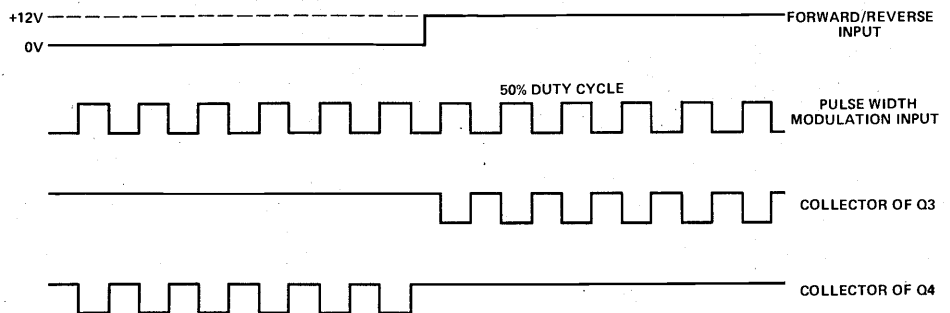 +12V
FORWARD/REVERSE
INPUT
0V
50% DUTY CYCLE
PULSE WIDTH
MODULATION INPUT
COLLECTOR OF Q3
COLLECTOR OF Q4